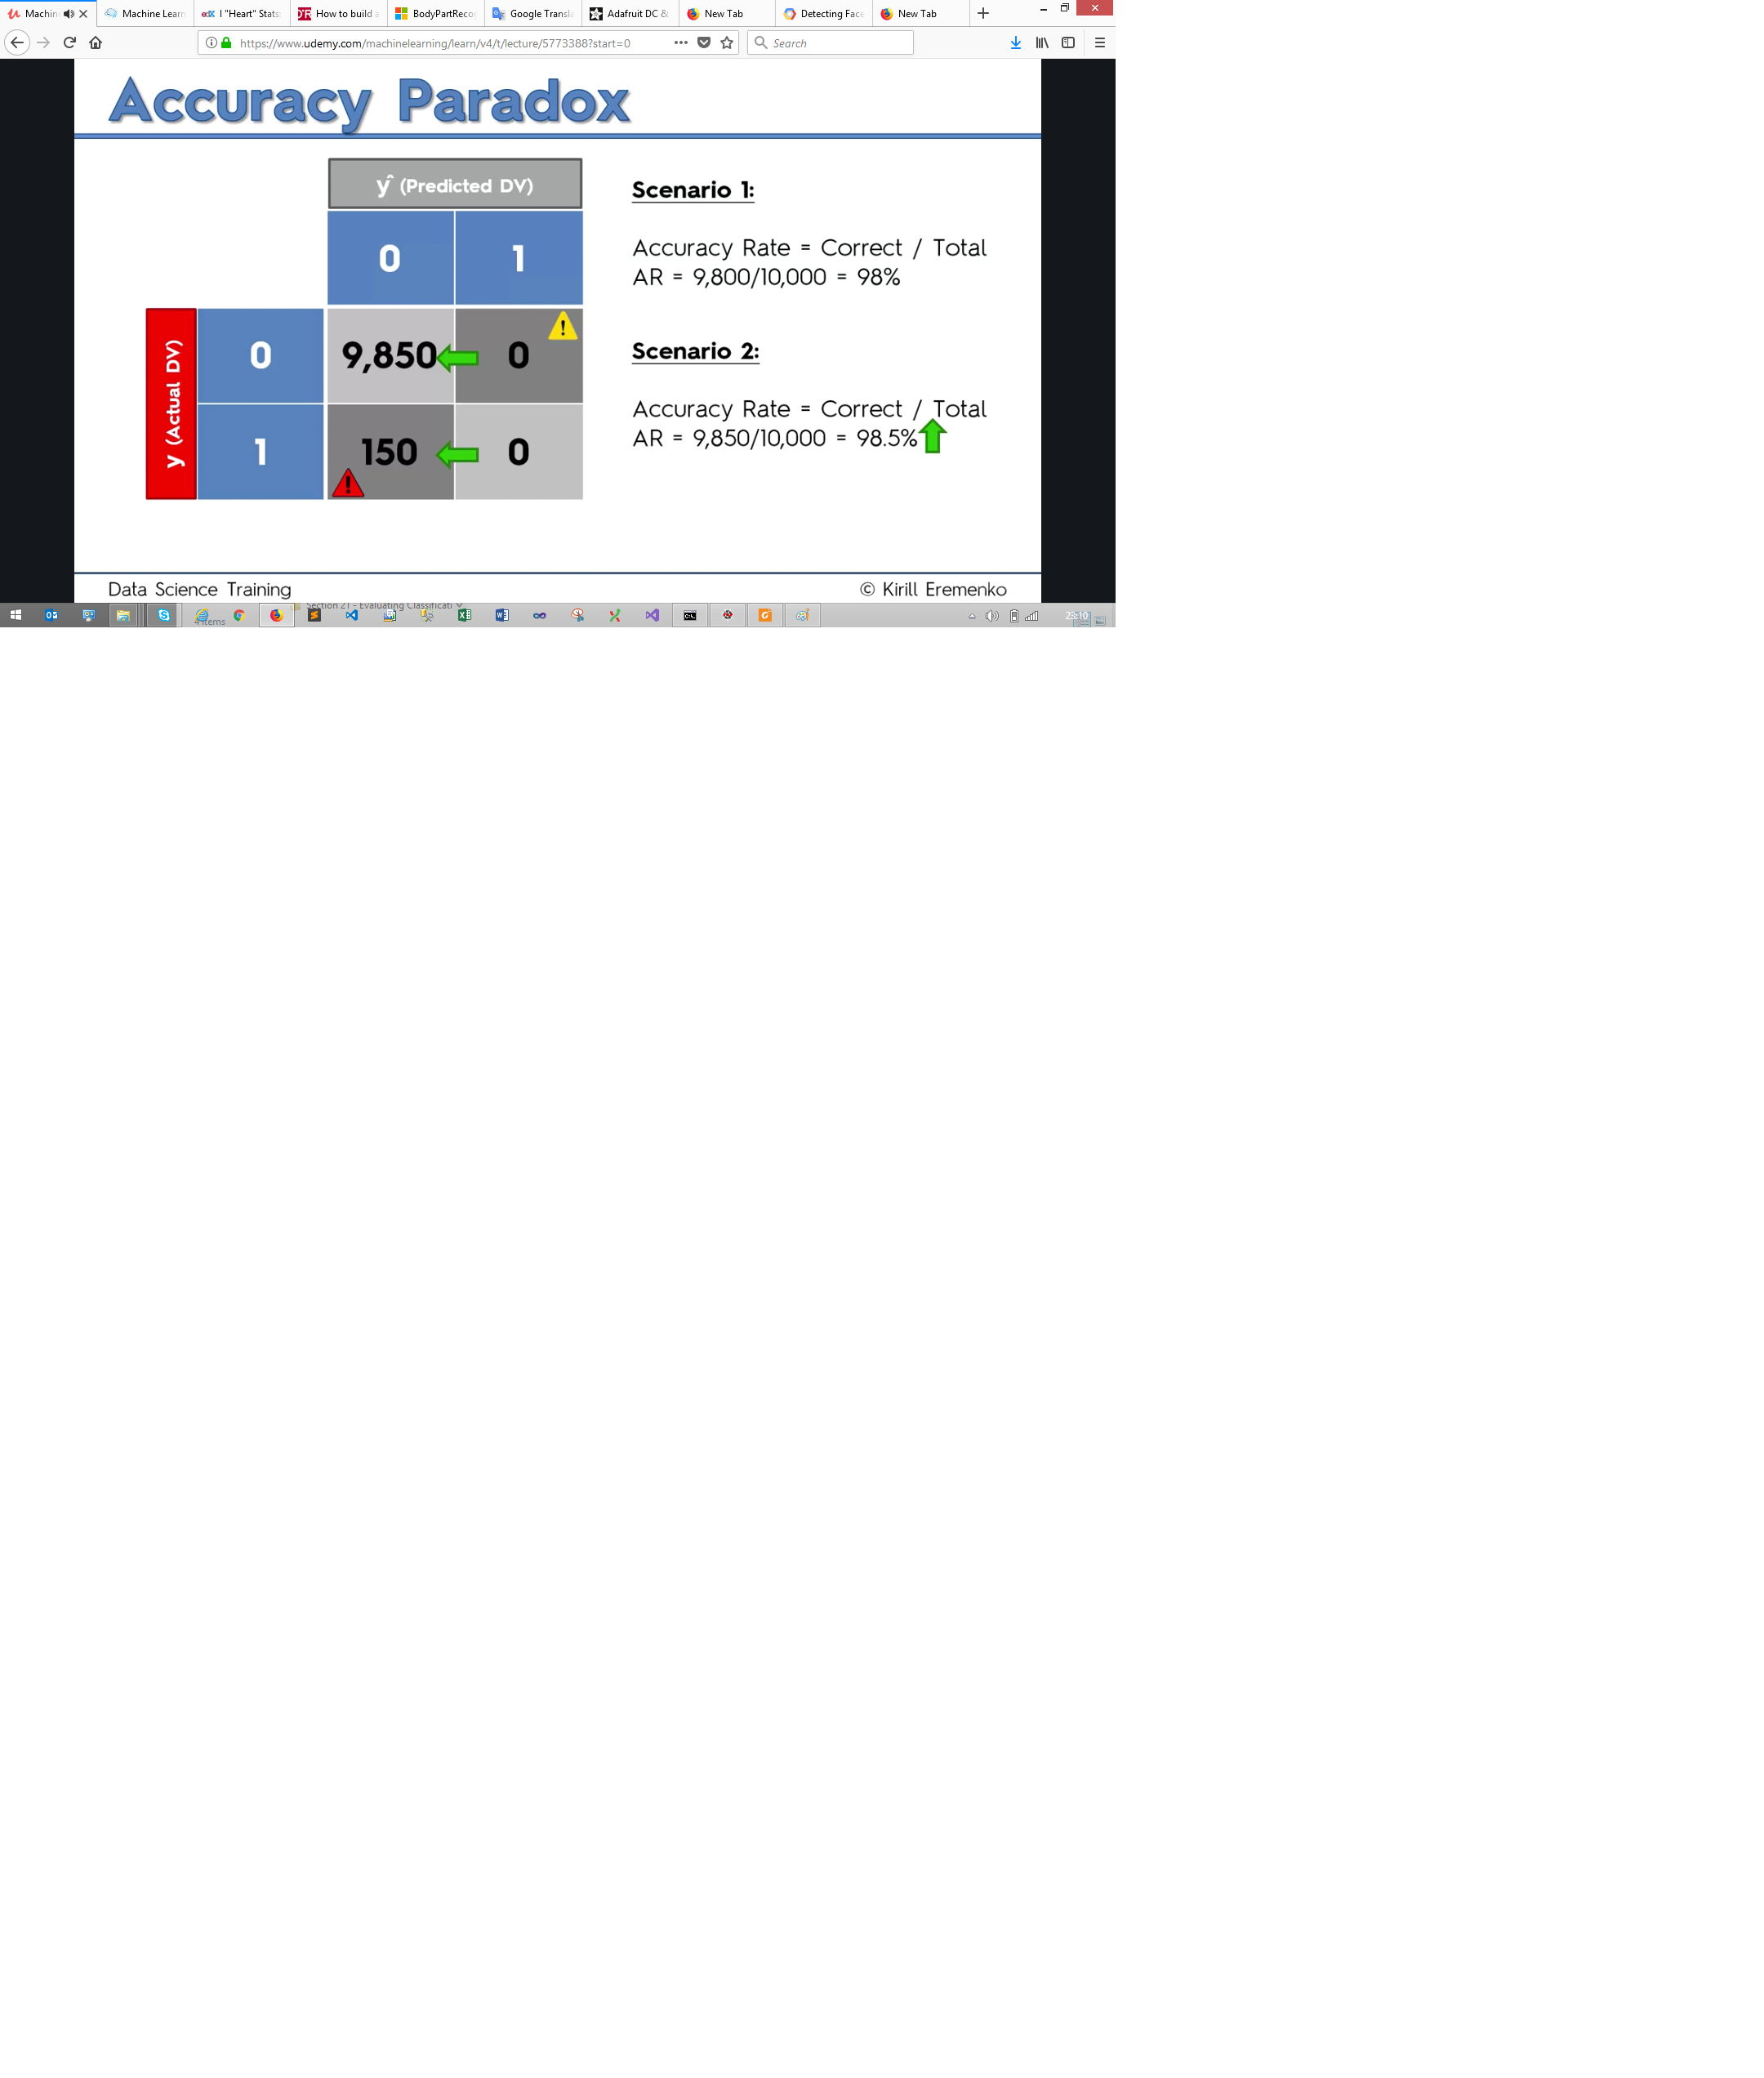 Machin
Machine Learn
edX I "Heart" Stats:
How to build a
BodyPartReco
Google Transla
Adafruit DC &
New Tab
Detecting Face
New Tab
https://www.udemy.com/machinelearning/learn/v4/t/lecture/5773388?start=0
Search
Accuracy Paradox
ŷ (Predicted DV)
0 1
y (Actual DV)
0 9,850 0
1 150 0
Scenario 1:
Accuracy Rate = Correct / Total
AR = 9,800/10,000 = 98%
Scenario 2:
Accuracy Rate = Correct / Total
AR = 9,850/10,000 = 98.5%
Data Science Training
© Kirill Eremenko
Section 21 - Evaluating Classificati
4 items
23:10